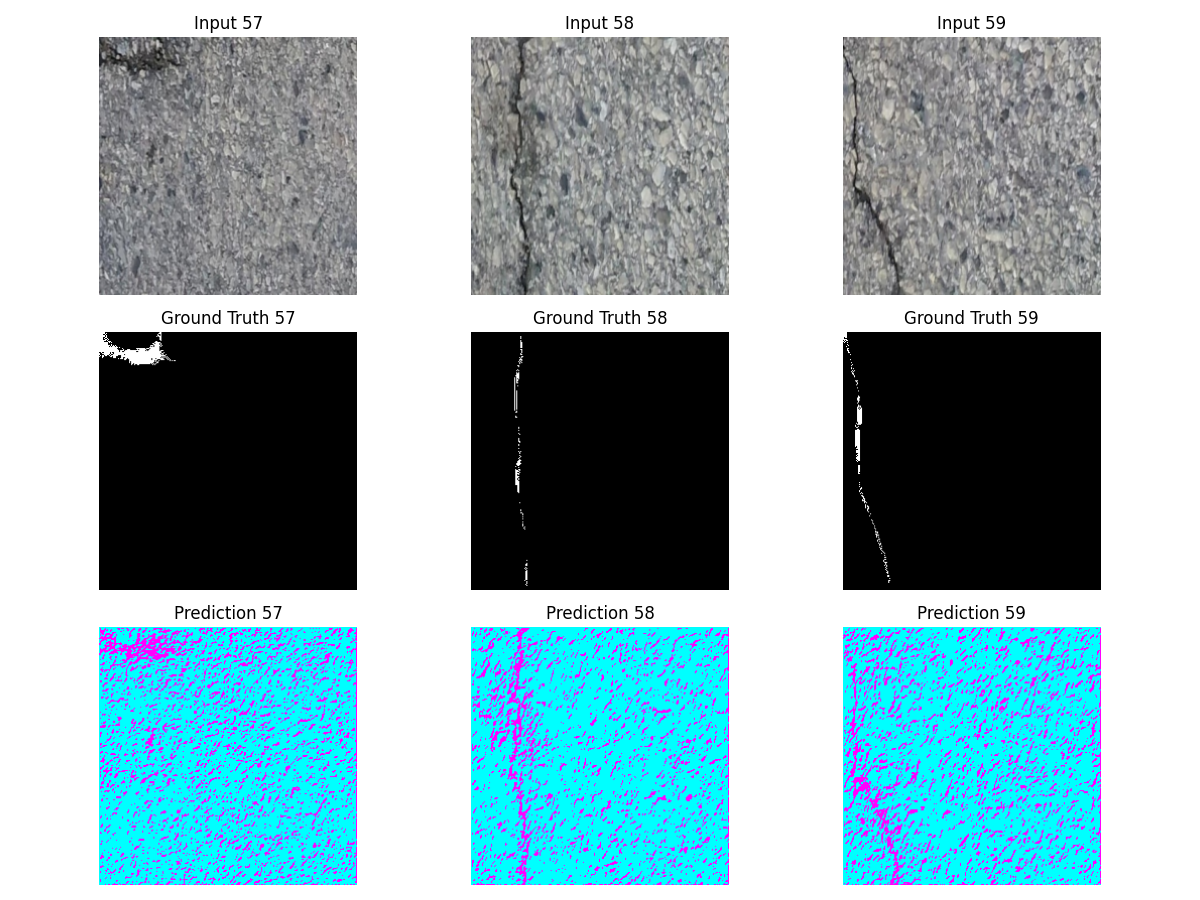 Input 57
Input 58
Input 59
Ground Truth 57
Ground Truth 58
Ground Truth 59
Prediction 57
Prediction 58
Prediction 59